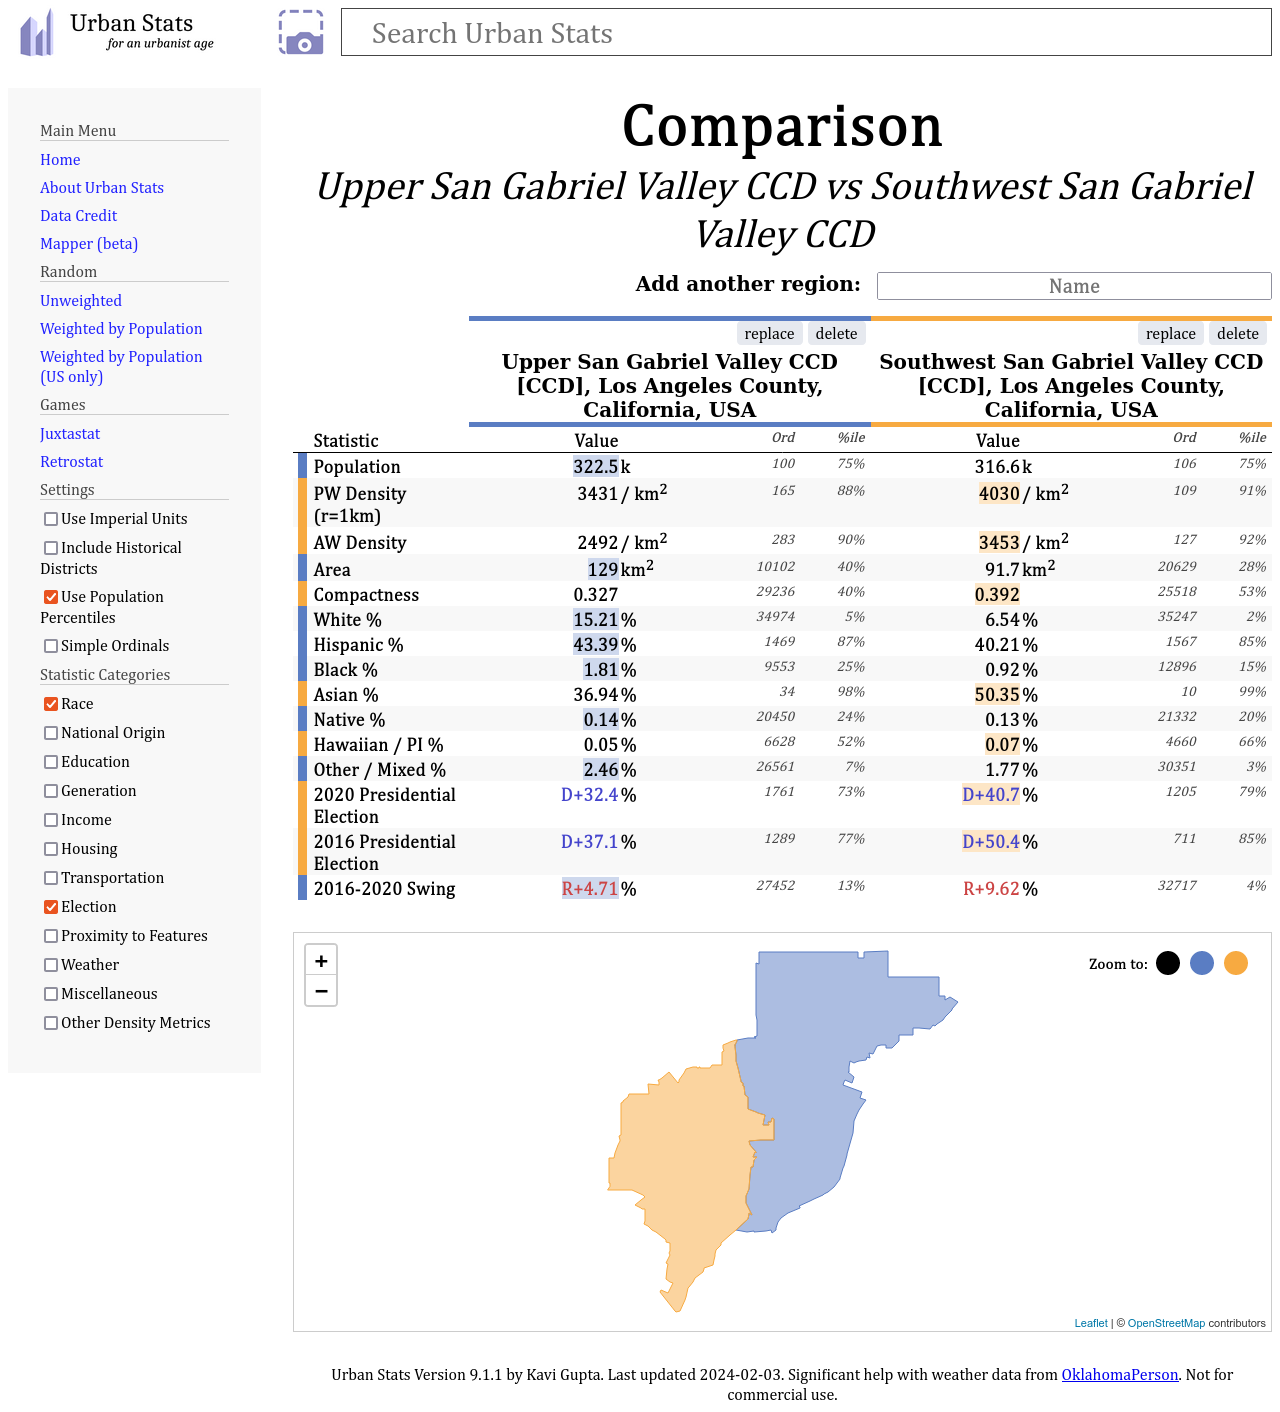 Urban Stats
for an urbanist age
Search Urban Stats
Main Menu
Home
About Urban Stats
Data Credit
Mapper (beta)
Random
Unweighted
Weighted by Population
Weighted by Population
(US only)
Games
Juxtastat
Retrostat
Settings
Use Imperial Units
Include Historical
Districts
Use Population
Percentiles
Simple Ordinals
Statistic Categories
Race
National Origin
Education
Generation
Income
Housing
Transportation
Election
Proximity to Features
Weather
Miscellaneous
Other Density Metrics
Comparison
Upper San Gabriel Valley CCD vs Southwest San Gabriel
Valley CCD
Add another region: Name
replace delete replace delete
Upper San Gabriel Valley CCD
[CCD], Los Angeles County,
California, USA
Southwest San Gabriel Valley CCD
[CCD], Los Angeles County,
California, USA
Statistic Value Ord %ile Value Ord %ile
Population 322.5k 100 75% 316.6k 106 75%
PW Density
(r=1km) 3431/ km² 165 88% 4030/ km² 109 91%
AW Density 2492/ km² 283 90% 3453/ km² 127 92%
Area 129km² 10102 40% 91.7km² 20629 28%
Compactness 0.327 29236 40% 0.392 25518 53%
White % 15.21% 34974 5% 6.54% 35247 2%
Hispanic % 43.39% 1469 87% 40.21% 1567 85%
Black % 1.81% 9553 25% 0.92% 12896 15%
Asian % 36.94% 34 98% 50.35% 10 99%
Native % 0.14% 20450 24% 0.13% 21332 20%
Hawaiian / PI % 0.05% 6628 52% 0.07% 4660 66%
Other / Mixed % 2.46% 26561 7% 1.77% 30351 3%
2020 Presidential
Election D+32.4% 1761 73% D+40.7% 1205 79%
2016 Presidential
Election D+37.1% 1289 77% D+50.4% 711 85%
2016-2020 Swing R+4.71% 27452 13% R+9.62% 32717 4%
+
−
Zoom to:
Leaflet | © OpenStreetMap contributors
Urban Stats Version 9.1.1 by Kavi Gupta. Last updated 2024-02-03. Significant help with weather data from OklahomaPerson. Not for
commercial use.